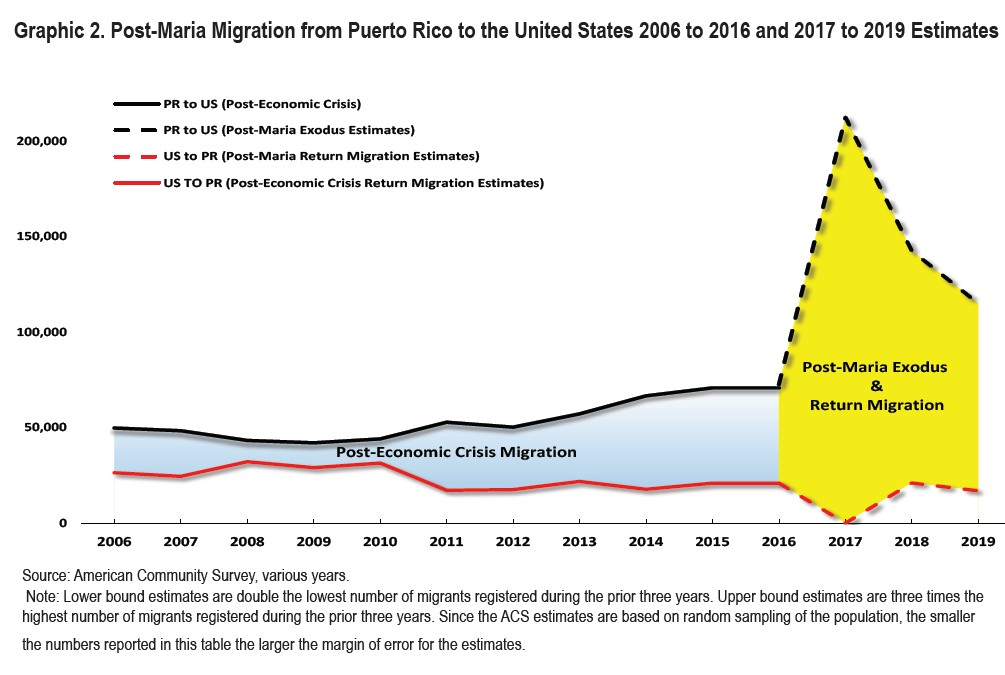 Graphic 2. Post-Maria Migration from Puerto Rico to the United States 2006 to 2016 and 2017 to 2019 Estimates
PR to US (Post-Economic Crisis)
PR to US (Post-Maria Exodus Estimates)
US to PR (Post-Maria Return Migration Estimates)
US TO PR (Post-Economic Crisis Return Migration Estimates)
200,000
150,000
100,000
50,000
0
Post-Maria Exodus
&
Return Migration
Post-Economic Crisis Migration
2006 2007 2008 2009 2010 2011 2012 2013 2014 2015 2016 2017 2018 2019
Source: American Community Survey, various years.
Note: Lower bound estimates are double the lowest number of migrants registered during the prior three years. Upper bound estimates are three times the
highest number of migrants registered during the prior three years. Since the ACS estimates are based on random sampling of the population, the smaller
the numbers reported in this table the larger the margin of error for the estimates.